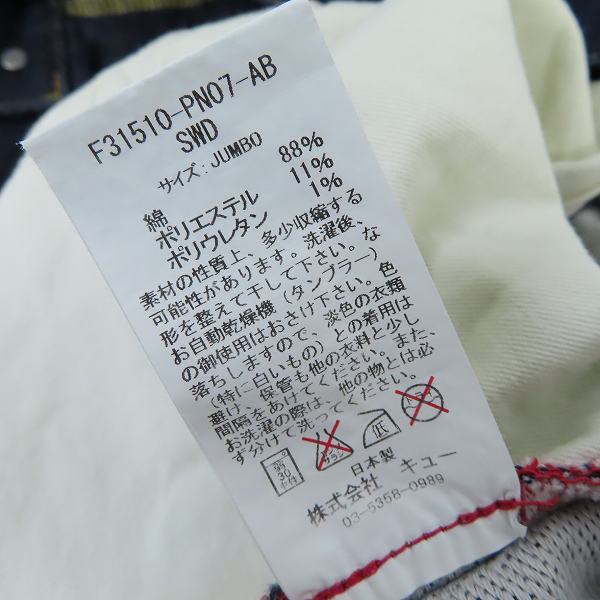 F31510-PN07-AB
SWD
サイズ:JUMBO
綿 88%
ポリエステル 11%
ポリウレタン 1%
素材の性質上、多少収縮する
可能性があります。洗濯後、
形を整えて干して下さい。な
お自動乾燥機(タンブラー)
の御使用はおさけ下さい。色
落ちしますので、淡色の衣類
(特に白いもの)との着用は
避け、保管も他の衣料と少し
間隔をあけてください。また、
お洗濯の際は、他の物とは必
ず分けて洗ってください。
低
日本製
株式会社 キュー
03-5358-0989